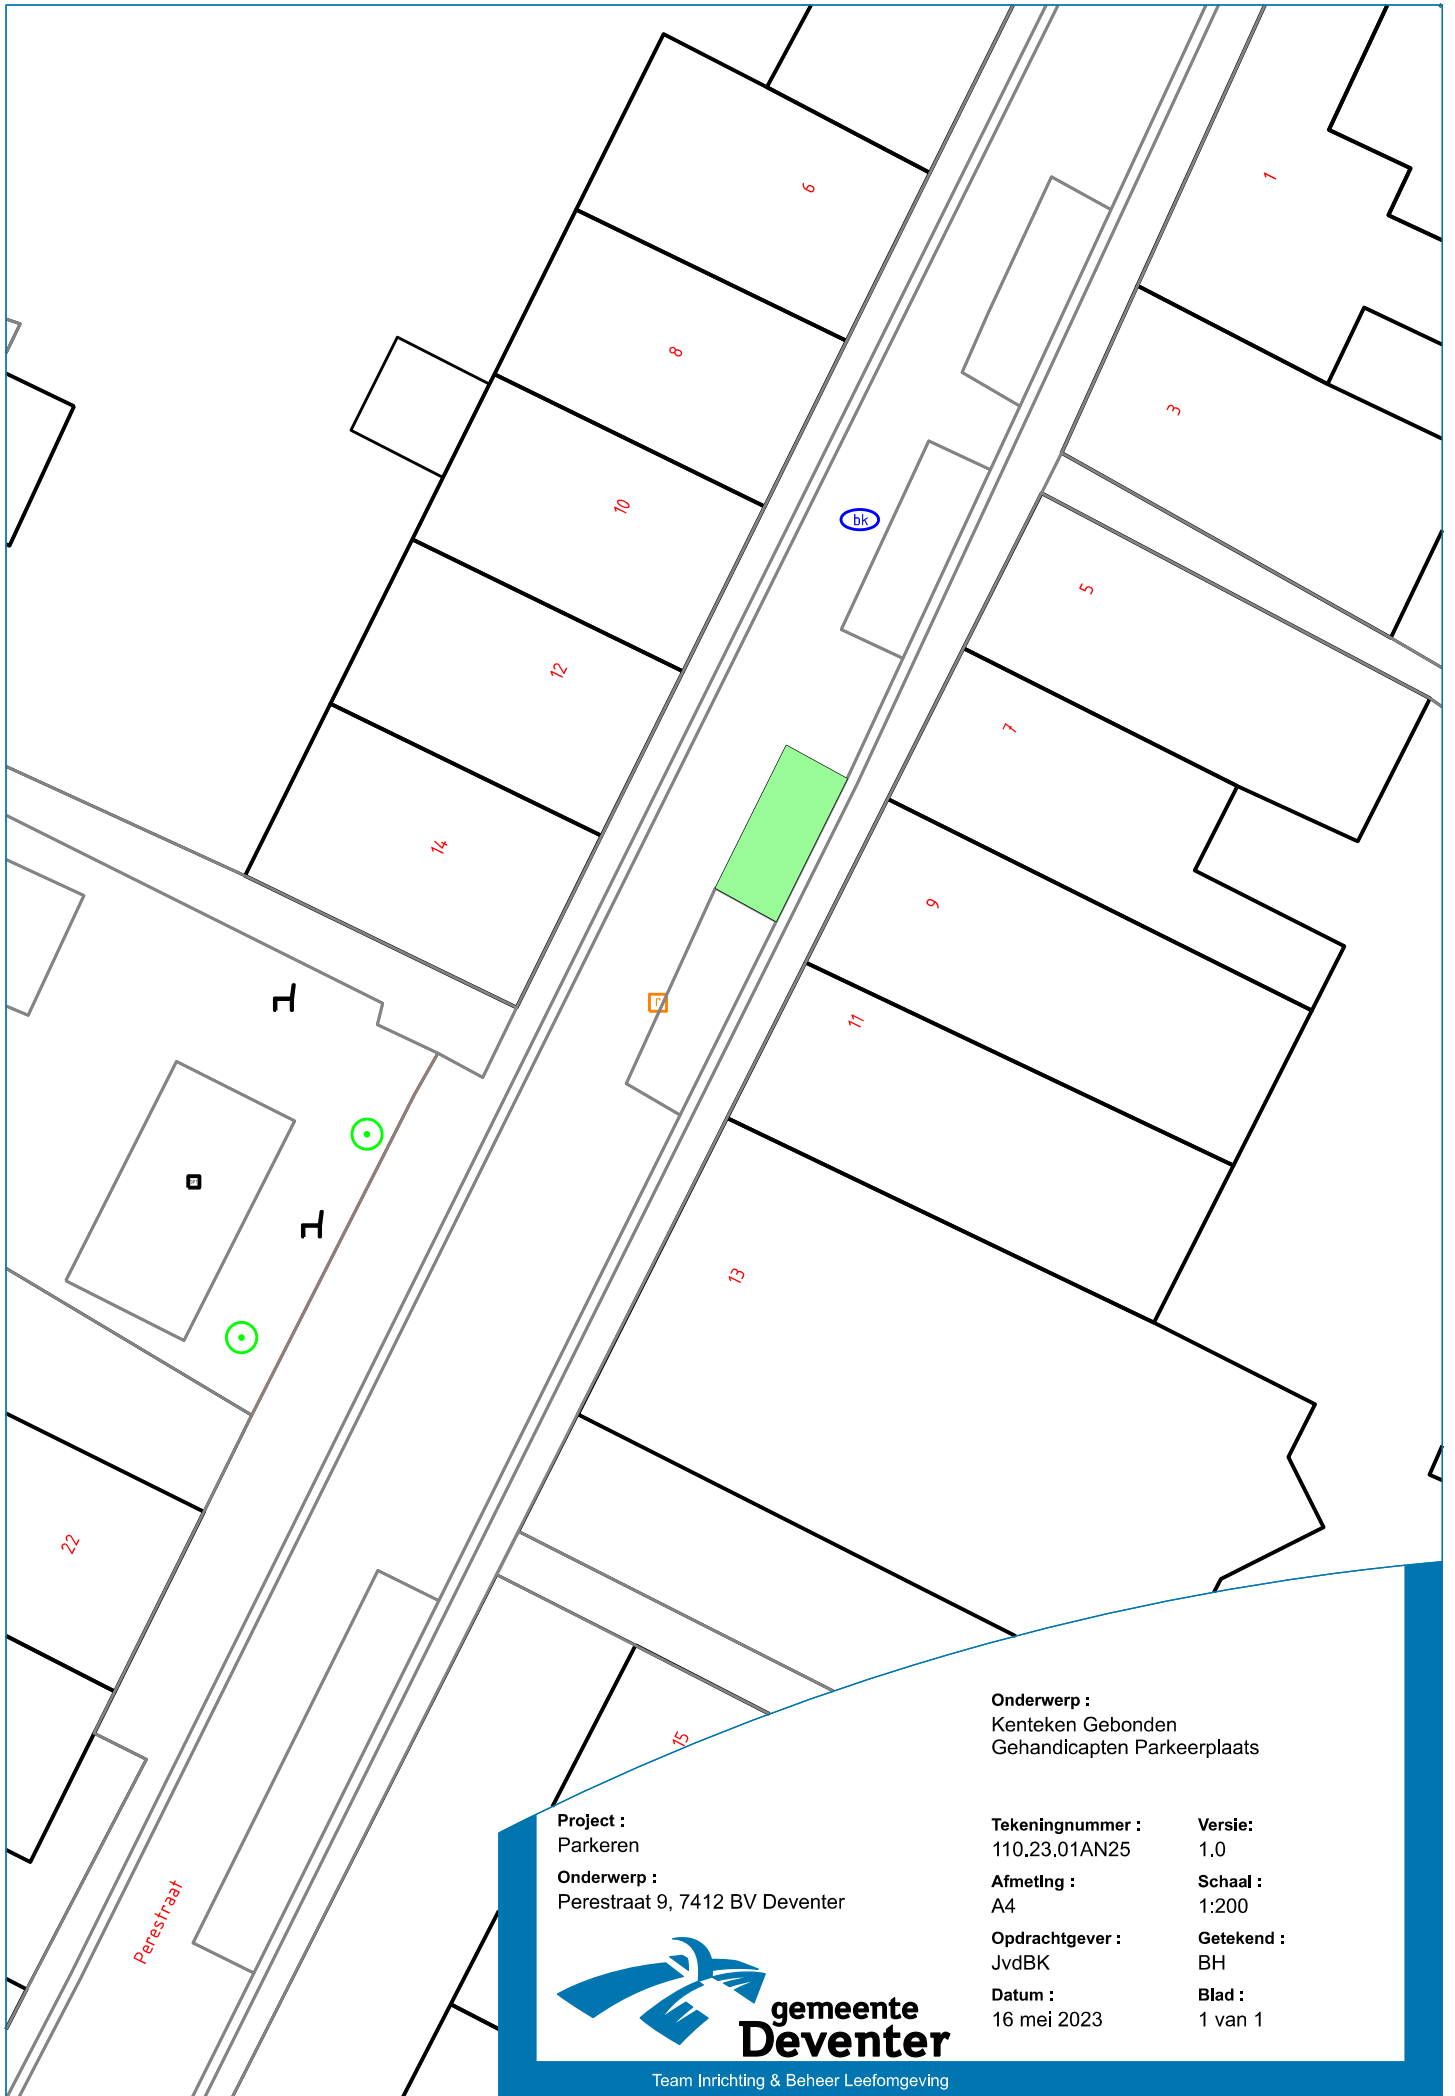 6
1
8
3
10
bk
5
12
7
14
9
11
r
13
22
15
Perestraat
Onderwerp :
Kenteken Gebonden
Gehandicapten Parkeerplaats
Project :
Parkeren
Onderwerp :
Perestraat 9, 7412 BV Deventer
Tekeningnummer :
110.23.01AN25
Versie:
1.0
Afmeting :
A4
Schaal :
1:200
Opdrachtgever :
JvdBK
Getekend :
BH
Datum :
16 mei 2023
Blad :
1 van 1
gemeente
Deventer
Team Inrichting & Beheer Leefomgeving